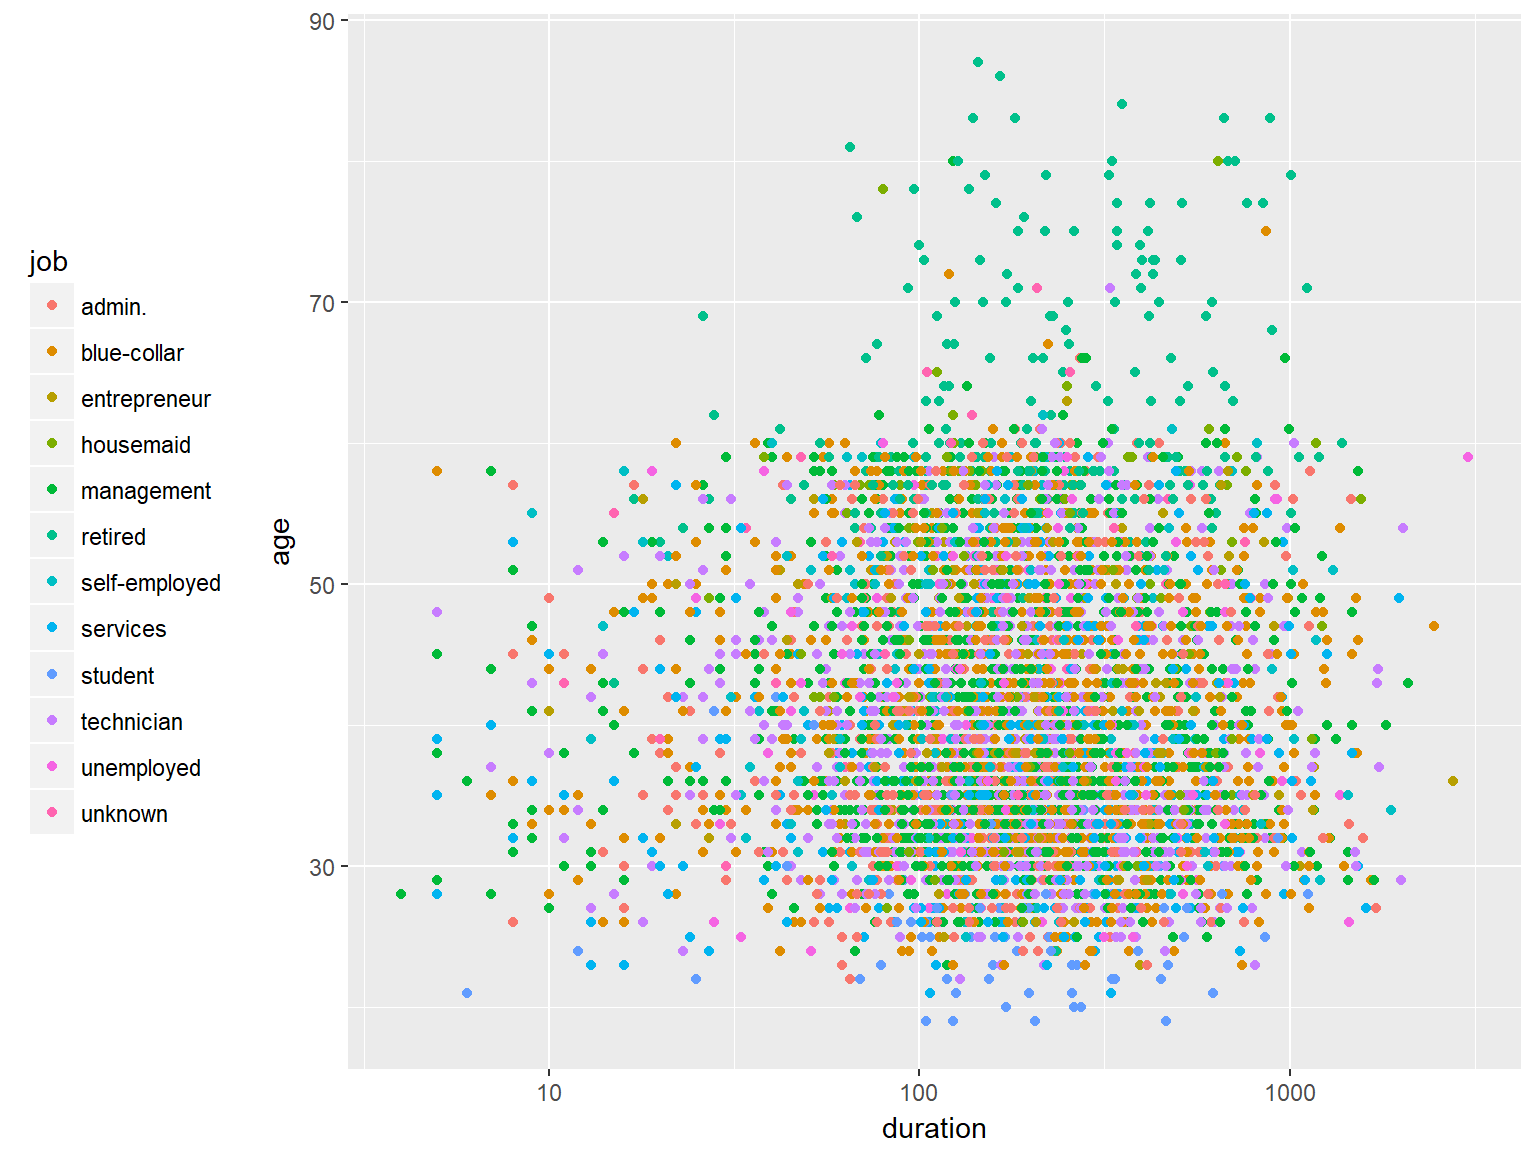 job
admin.
blue-collar
entrepreneur
housemaid
management
retired
self-employed
services
student
technician
unemployed
unknown
age
90
70
50
30
10 100 1000
duration